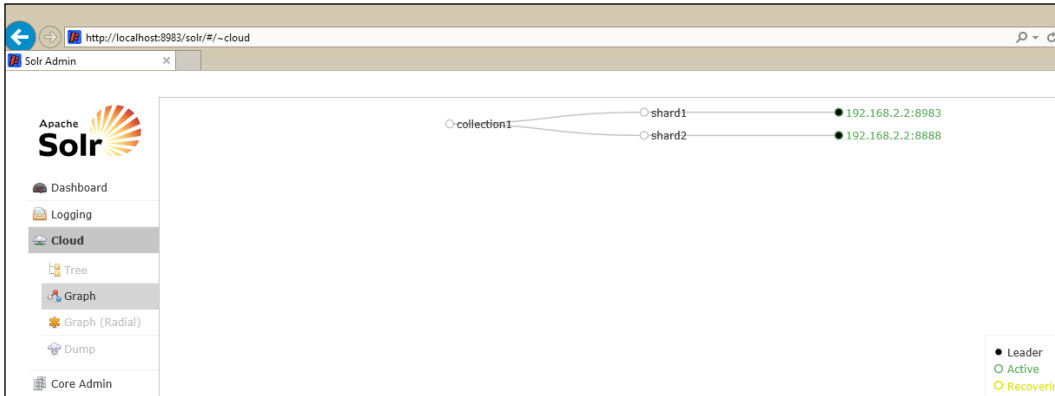 http://localhost:8983/solr/#/~cloud
Solr Admin
Apache
Solr
Dashboard
Logging
Cloud
Tree
Graph
Graph (Radial)
Dump
Core Admin
collection1
shard1
192.168.2.2:8983
shard2
192.168.2.2:8888
Leader
Active
Recoverin